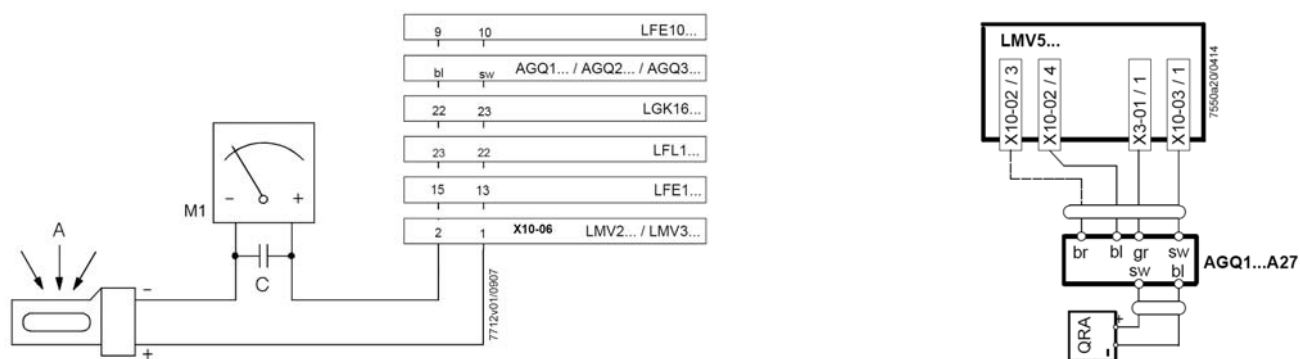 9 10 LFE10...
bl sw AGQ1... / AGQ2... / AGQ3...
22 23 LGK16...
23 22 LFL1...
15 13 LFE1...
2 1 X10-06 LMV2... / LMV3...
M1
- +
A
C
-
+
7712v01/0907
LMV5...
X10-02 / 3
X10-02 / 4
X3-01 / 1
X10-03 / 1
7550a20/0414
br bl gr sw
sw bl
AGQ1...A27
QRA
+
-